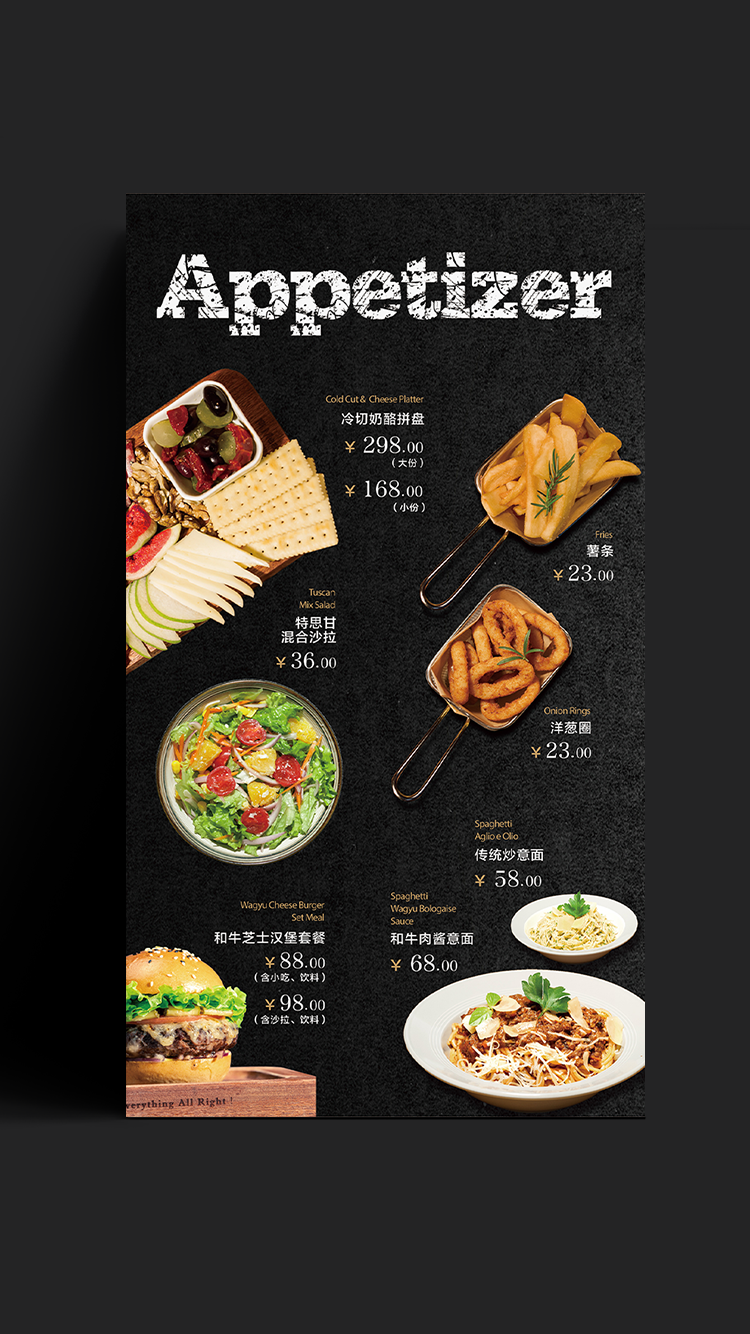 Appetizer
Cold Cut & Cheese Platter
冷切奶酪拼盘
¥ 298.00
（大份）
¥ 168.00
（小份）
Fries
薯条
¥ 23.00
Tuscan
Mix Salad
特思甘
混合沙拉
¥ 36.00
Onion Rings
洋葱圈
¥ 23.00
Spaghetti
Aglio e Olio
传统炒意面
¥ 58.00
Wagyu Cheese Burger
Set Meal
和牛芝士汉堡套餐
¥ 88.00
（含小吃、饮料）
¥ 98.00
（含沙拉、饮料）
Spaghetti
Wagyu Bologaise
Sauce
和牛肉酱意面
¥ 68.00
verything All Right !